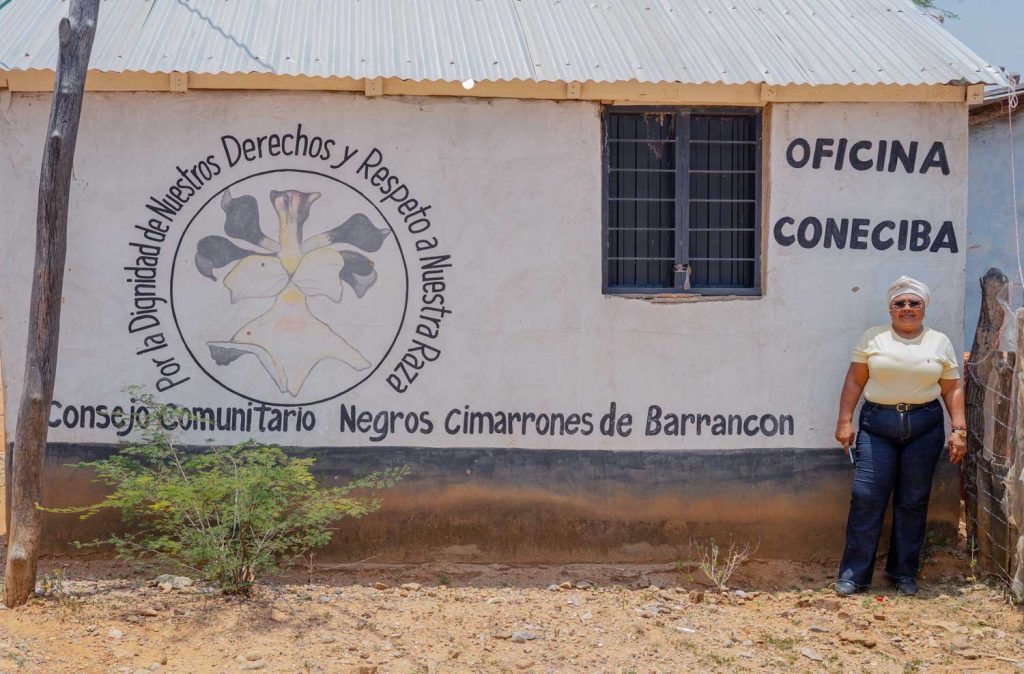 Por la Dignidad de Nuestros Derechos y Respeto a Nuestra Raza
OFICINA
CONECIBA
Consejo Comunitario Negros Cimarrones de Barrancon